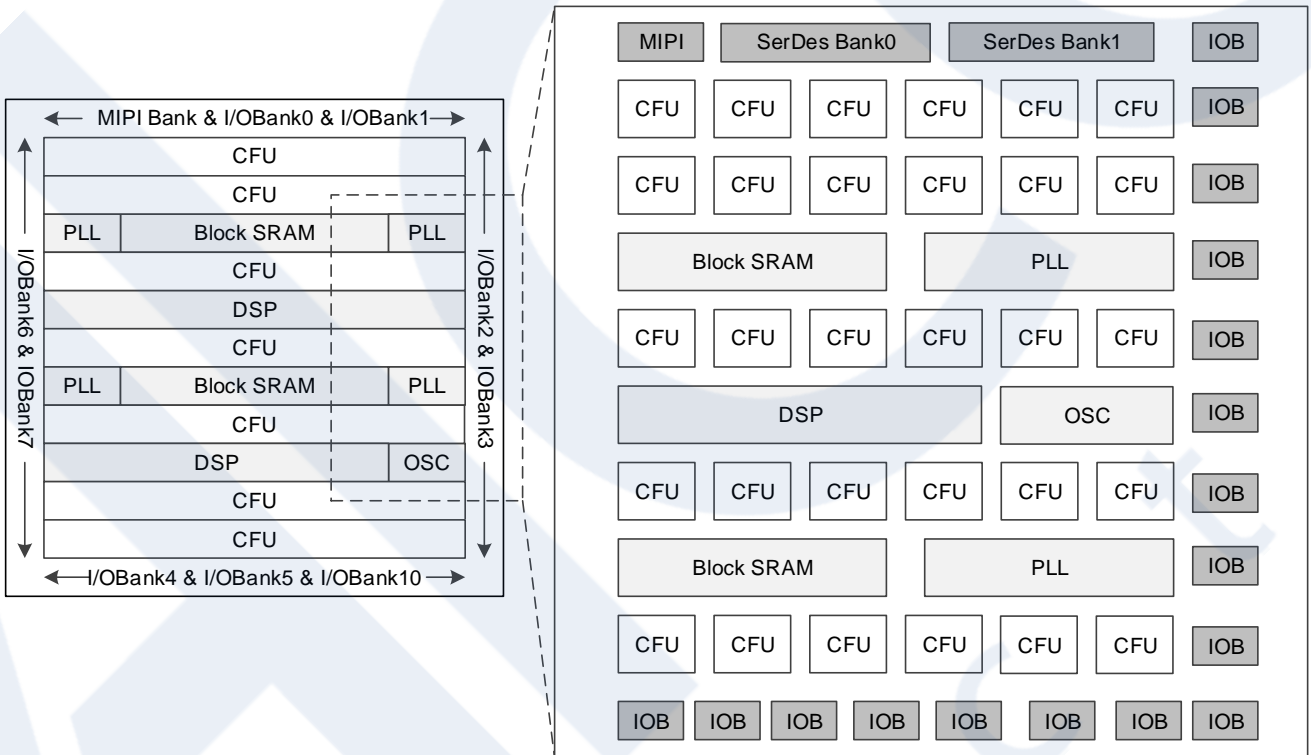 MIPI Bank & I/OBank0 & I/OBank1
CFU
CFU
PLL Block SRAM PLL
CFU
DSP
CFU
PLL Block SRAM PLL
CFU
DSP OSC
CFU
CFU
I/OBank4 & I/OBank5 & I/OBank10
I/OBank6 & IOBank7
I/OBank2 & IOBank3
MIPI SerDes Bank0 SerDes Bank1 IOB
CFU CFU CFU CFU CFU CFU IOB
CFU CFU CFU CFU CFU CFU IOB
Block SRAM PLL IOB
CFU CFU CFU CFU CFU CFU IOB
DSP OSC IOB
CFU CFU CFU CFU CFU CFU IOB
Block SRAM PLL IOB
CFU CFU CFU CFU CFU CFU IOB
IOB IOB IOB IOB IOB IOB IOB IOB